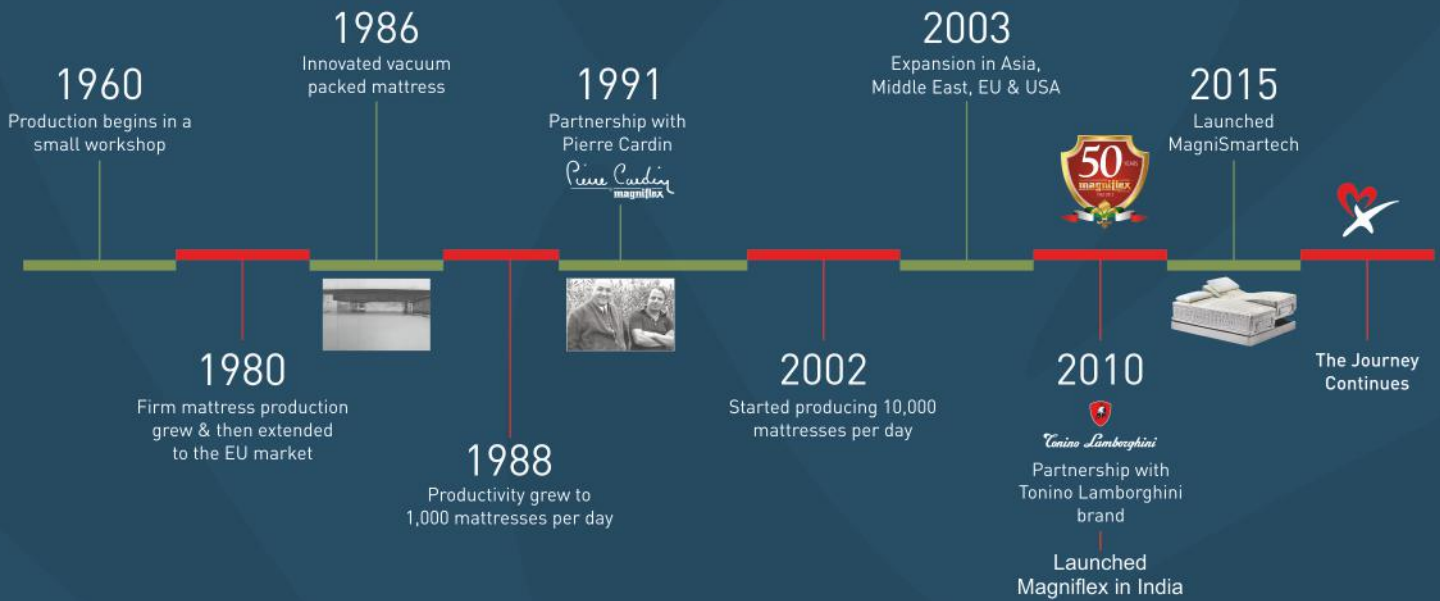 1960
Production begins in a
small workshop
1980
Firm mattress production
grew & then extended
to the EU market
1986
Innovated vacuum
packed mattress
1988
Productivity grew to
1,000 mattresses per day
1991
Partnership with
Pierre Cardin
Pierre Cardin
magniflex
2002
Started producing 10,000
mattresses per day
2003
Expansion in Asia,
Middle East, EU & USA
50 YEARS
magniflex
2010
Tonino Lamborghini
Partnership with
Tonino Lamborghini
brand
Launched
Magniflex in India
2015
Launched
MagniSmartech
The Journey
Continues